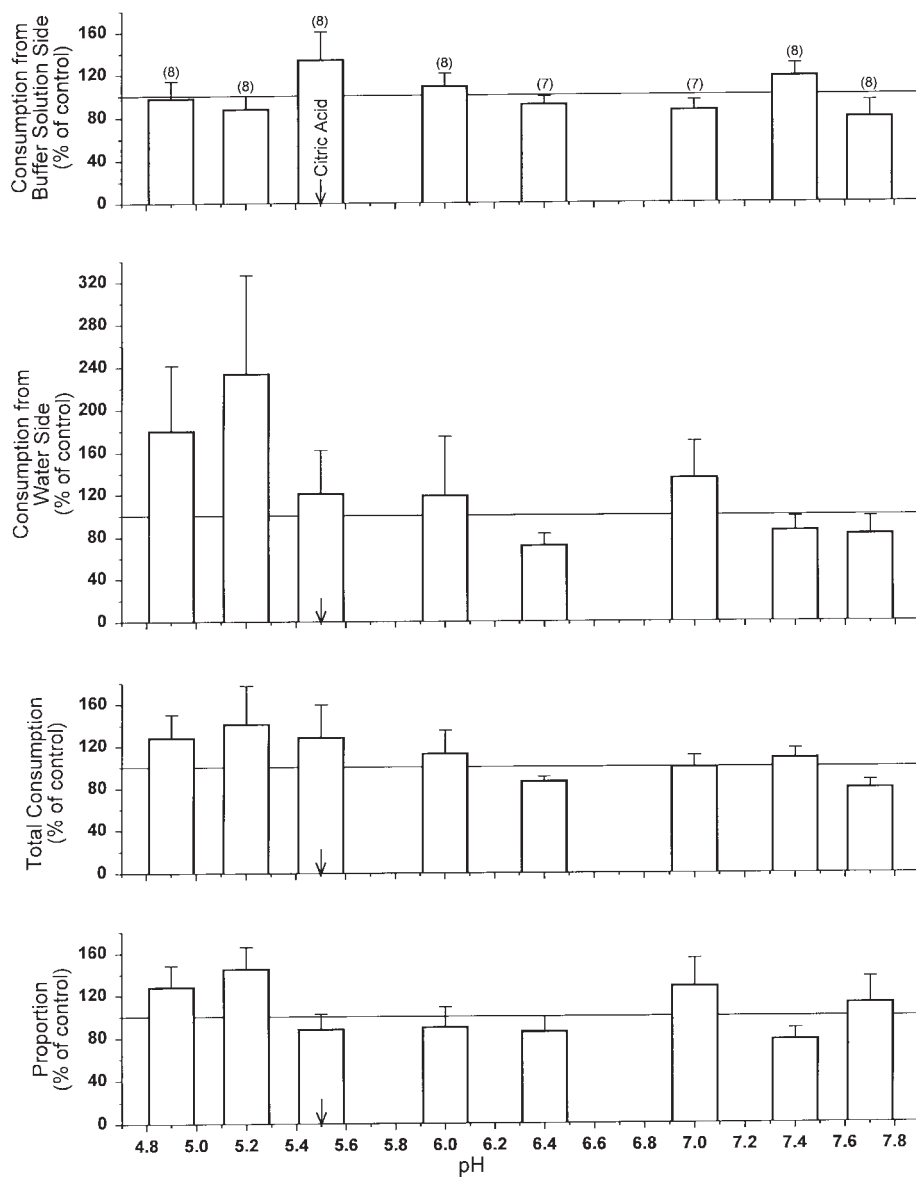 Consumption from
Buffer Solution Side
(% of control)
160
120
80
40
0
(8)
(8)
(8)
(8)
(7)
(7)
(8)
(8)
Citric Acid
Consumption from
Water Side
(% of control)
320
280
240
200
160
120
80
40
0
Total Consumption
(% of control)
160
120
80
40
0
Proportion
(% of control)
160
120
80
40
0
4.8 5.0 5.2 5.4 5.6 5.8 6.0 6.2 6.4 6.6 6.8 7.0 7.2 7.4 7.6 7.8
pH